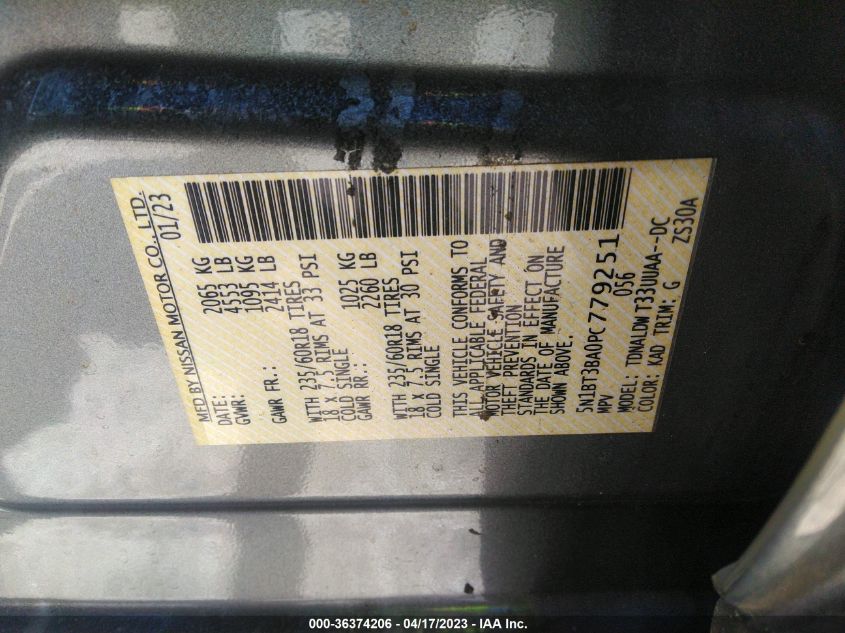 MFD BY NISSAN MOTOR CO., LTD.
DATE: 01/23
GVWR: 2065 KG
4553 LB
1095 KG
GAWR FR.: 2414 LB
WITH 235/60R18 TIRES
18 X 7.5 RIMS AT 33 PSI
COLD SINGLE 1025 KG
GAWR RR.: 2260 LB
WITH 235/60R18 TIRES
18 X 7.5 RIMS AT 30 PSI
COLD SINGLE
THIS VEHICLE CONFORMS TO
ALL APPLICABLE FEDERAL
MOTOR VEHICLE SAFETY AND
THEFT PREVENTION
STANDARDS IN EFFECT ON
THE DATE OF MANUFACTURE
SHOWN ABOVE.
5N1BT3BA0PC779251
MPV 056
MODEL: TDNALDWT33UUAA--DC
COLOR: KAD TRIM: G ZS30A
000-36374206 - 04/17/2023 - IAA Inc.